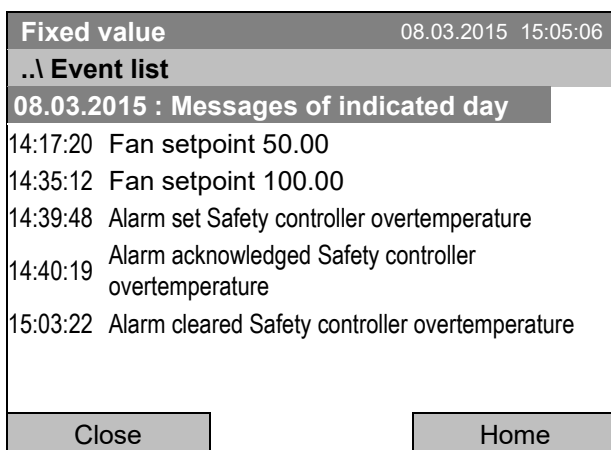 Fixed value 08.03.2015 15:05:06
..\ Event list
08.03.2015 : Messages of indicated day
14:17:20 Fan setpoint 50.00
14:35:12 Fan setpoint 100.00
14:39:48 Alarm set Safety controller overtemperature
14:40:19 Alarm acknowledged Safety controller
overtemperature
15:03:22 Alarm cleared Safety controller overtemperature
Close Home